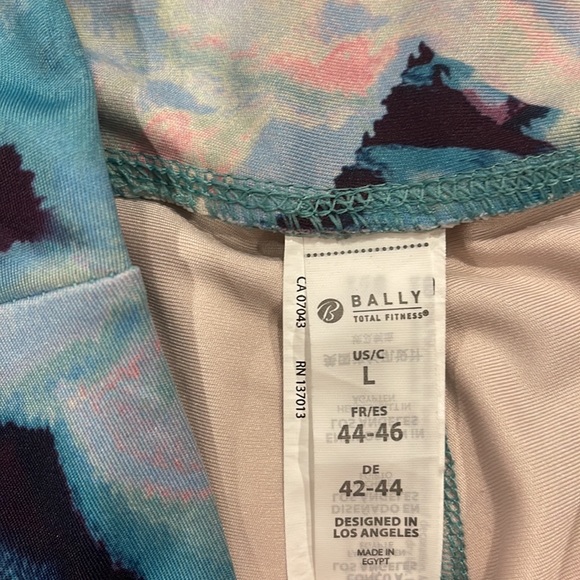 CA 07043
RN 137013
B BALLY
TOTAL FITNESS®
US/C
L
FR/ES
44-46
DE
42-44
DESIGNED IN
LOS ANGELES
MADE IN
EGYPT